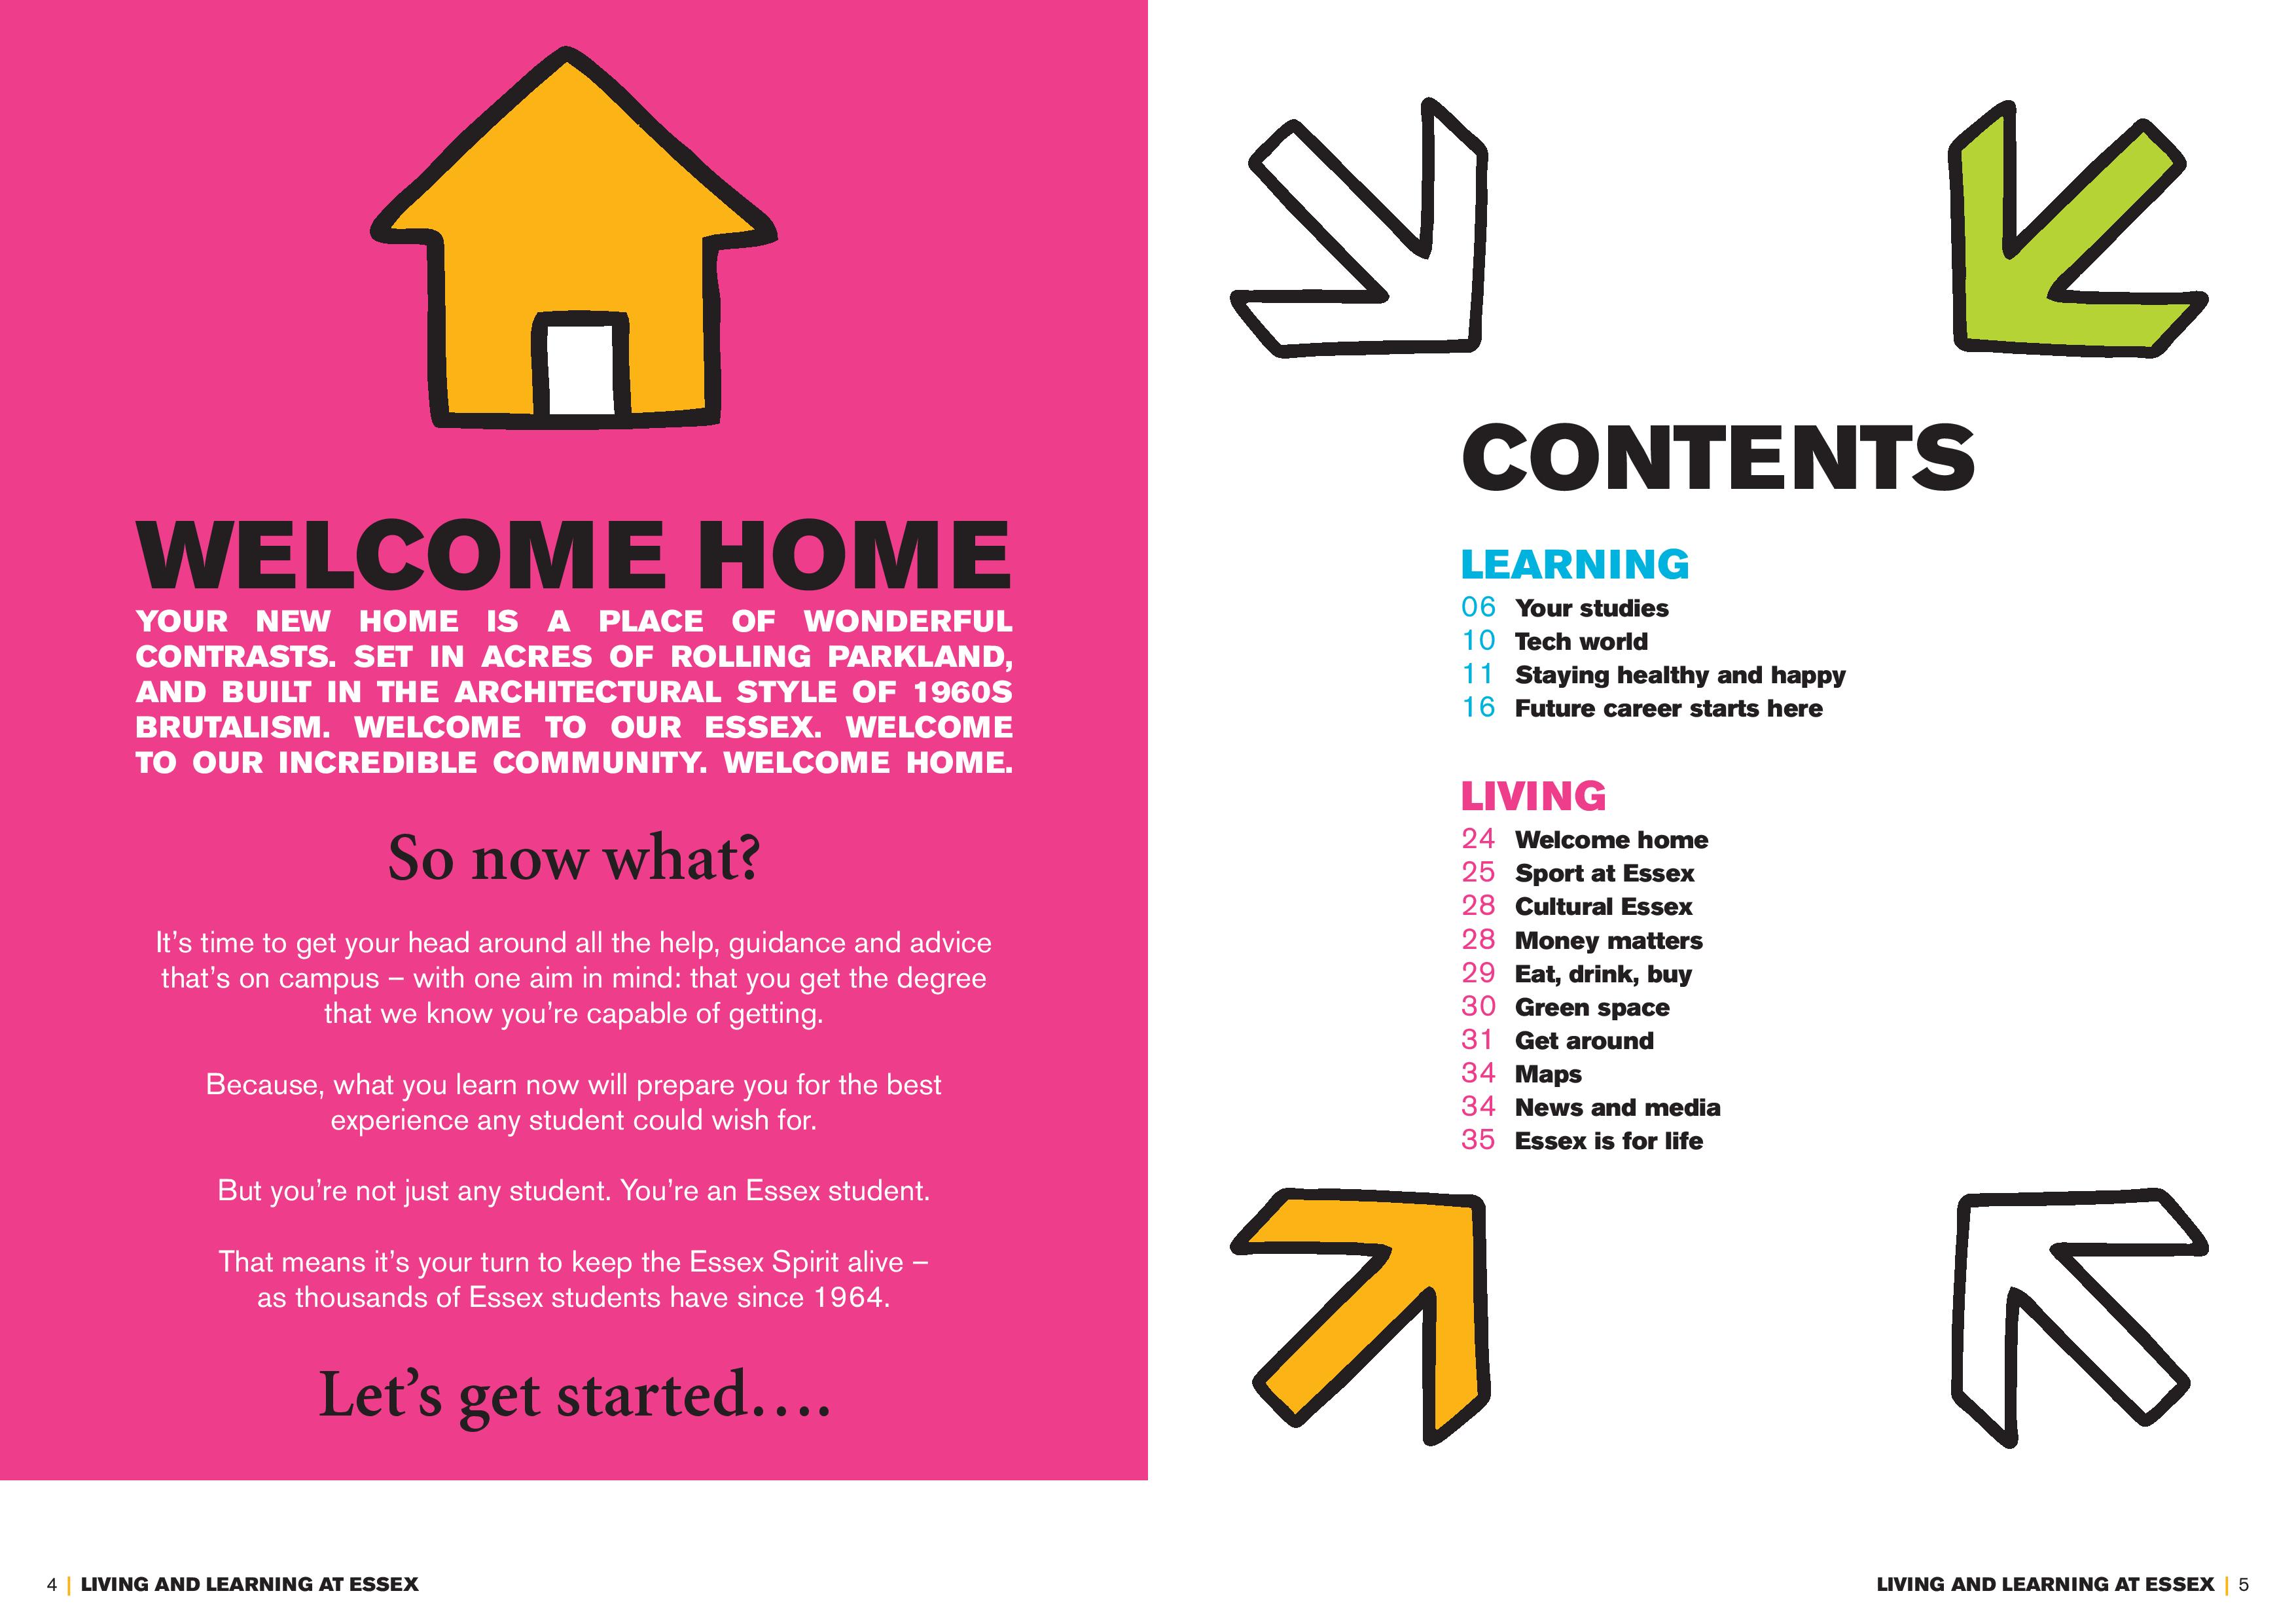 WELCOME HOME
YOUR NEW HOME IS A PLACE OF WONDERFUL
CONTRASTS. SET IN ACRES OF ROLLING PARKLAND,
AND BUILT IN THE ARCHITECTURAL STYLE OF 1960S
BRUTALISM. WELCOME TO OUR ESSEX. WELCOME
TO OUR INCREDIBLE COMMUNITY. WELCOME HOME.
So now what?
It’s time to get your head around all the help, guidance and advice
that’s on campus – with one aim in mind: that you get the degree
that we know you’re capable of getting.
Because, what you learn now will prepare you for the best
experience any student could wish for.
But you’re not just any student. You’re an Essex student.
That means it’s your turn to keep the Essex Spirit alive –
as thousands of Essex students have since 1964.
Let’s get started....
4 | LIVING AND LEARNING AT ESSEX
CONTENTS
LEARNING
06 Your studies
10 Tech world
11 Staying healthy and happy
16 Future career starts here
LIVING
24 Welcome home
25 Sport at Essex
28 Cultural Essex
28 Money matters
29 Eat, drink, buy
30 Green space
31 Get around
34 Maps
34 News and media
35 Essex is for life
LIVING AND LEARNING AT ESSEX | 5